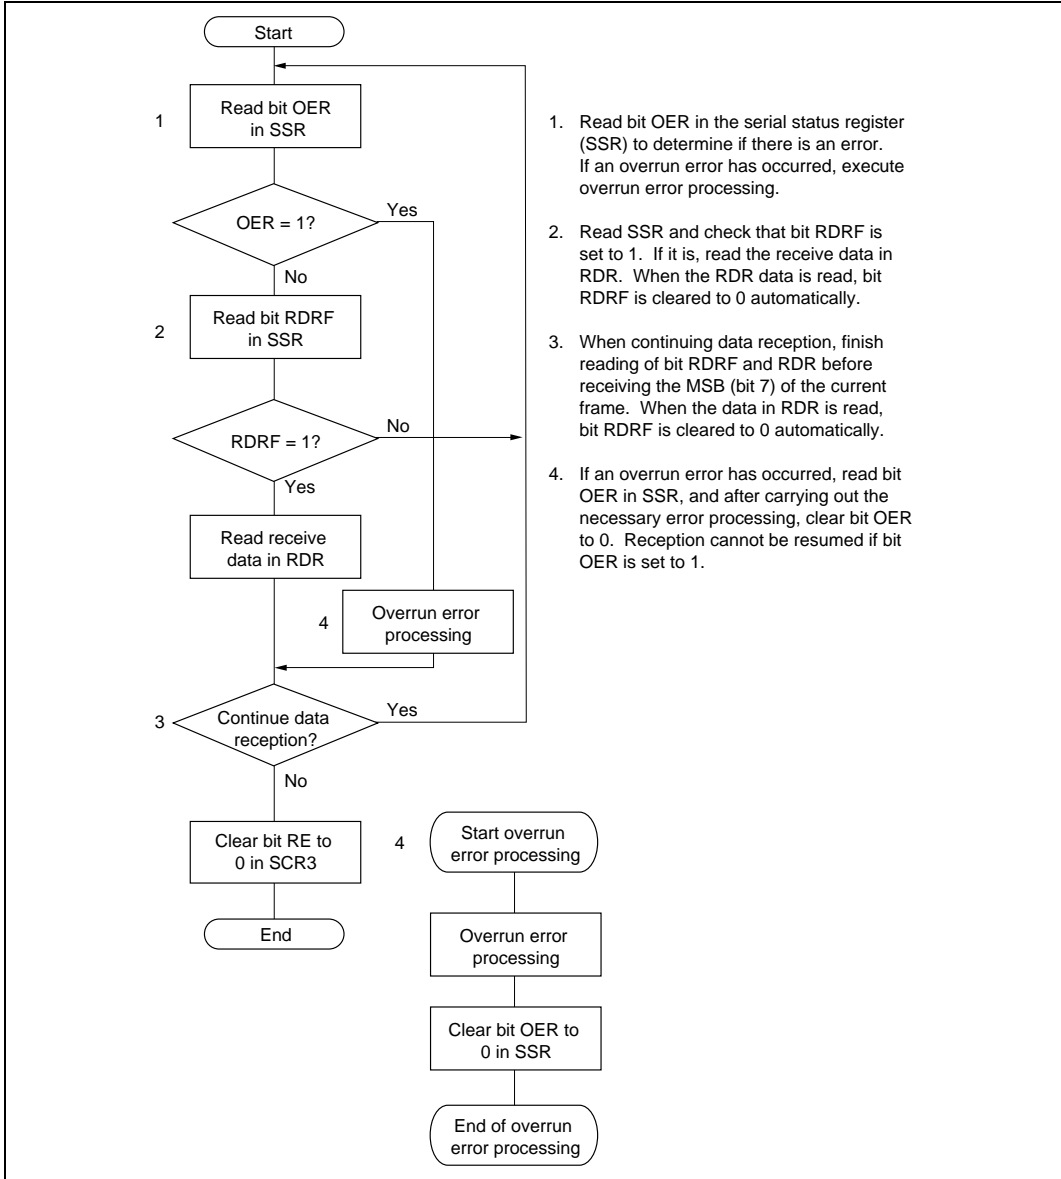 Start
1
Read bit OER
in SSR
OER = 1?
Yes
No
2
Read bit RDRF
in SSR
RDRF = 1?
No
Yes
Read receive
data in RDR
4
Overrun error
processing
3
Continue data
reception?
Yes
No
Clear bit RE to
0 in SCR3
End
4
Start overrun
error processing
Overrun error
processing
Clear bit OER to
0 in SSR
End of overrun
error processing
1. Read bit OER in the serial status register
(SSR) to determine if there is an error.
If an overrun error has occurred, execute
overrun error processing.
2. Read SSR and check that bit RDRF is
set to 1. If it is, read the receive data in
RDR. When the RDR data is read, bit
RDRF is cleared to 0 automatically.
3. When continuing data reception, finish
reading of bit RDRF and RDR before
receiving the MSB (bit 7) of the current
frame. When the data in RDR is read,
bit RDRF is cleared to 0 automatically.
4. If an overrun error has occurred, read bit
OER in SSR, and after carrying out the
necessary error processing, clear bit OER
to 0. Reception cannot be resumed if bit
OER is set to 1.